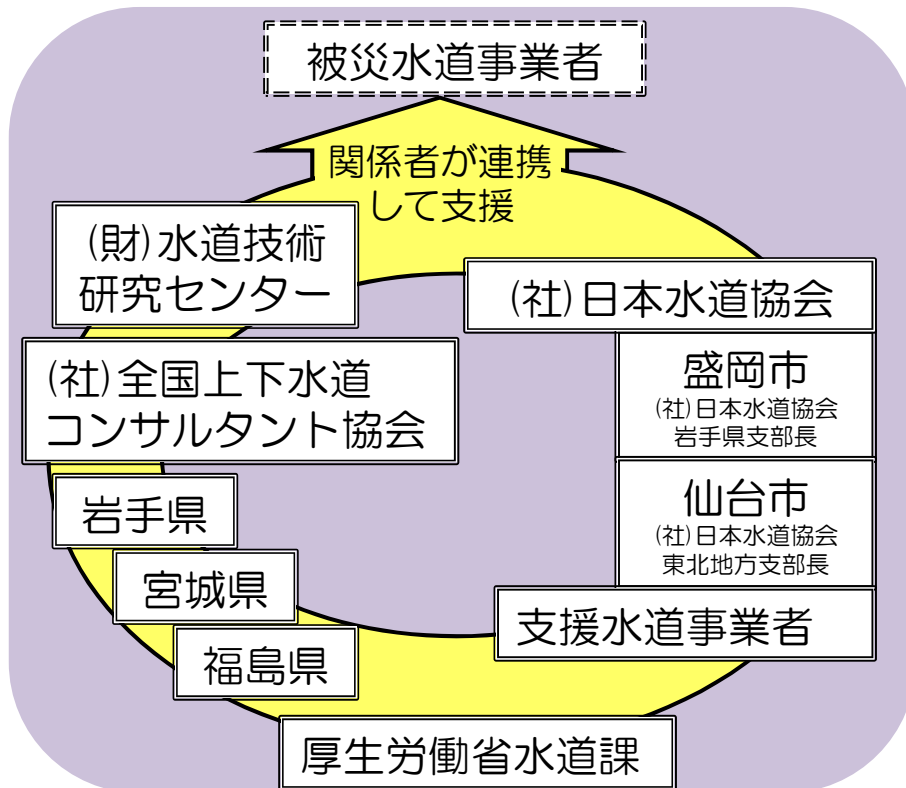 被災水道事業者
関係者が連携
して支援
(財)水道技術
研究センター
(社)日本水道協会
(社)全国上下水道
コンサルタント協会
盛岡市
(社)日本水道協会
岩手県支部長
仙台市
(社)日本水道協会
東北地方支部長
岩手県
宮城県
福島県
支援水道事業者
厚生労働省水道課